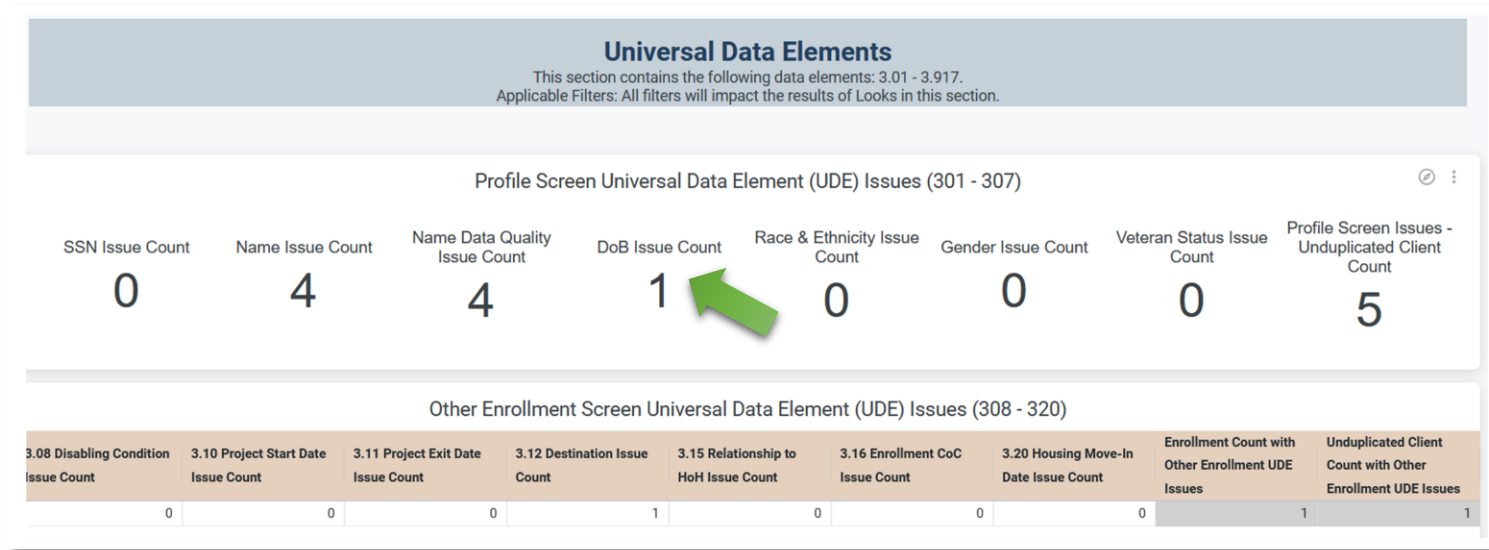 Universal Data Elements
This section contains the following data elements: 3.01 - 3.917.
Applicable Filters: All filters will impact the results of Looks in this section.
Profile Screen Universal Data Element (UDE) Issues (301 - 307)
SSN Issue Count
0
Name Issue Count
4
Name Data Quality
Issue Count
4
DoB Issue Count
1
Race & Ethnicity Issue
Count
0
Gender Issue Count
0
Veteran Status Issue
Count
0
Profile Screen Issues -
Unduplicated Client
Count
5
Other Enrollment Screen Universal Data Element (UDE) Issues (308 - 320)
3.08 Disabling Condition
Issue Count
3.10 Project Start Date
Issue Count
3.11 Project Exit Date
Issue Count
3.12 Destination Issue
Count
3.15 Relationship to
HoH Issue Count
3.16 Enrollment CoC
Issue Count
3.20 Housing Move-In
Date Issue Count
Enrollment Count with
Other Enrollment UDE
Issues
Unduplicated Client
Count with Other
Enrollment UDE Issues
0 0 0 1 0 0 0 1 1